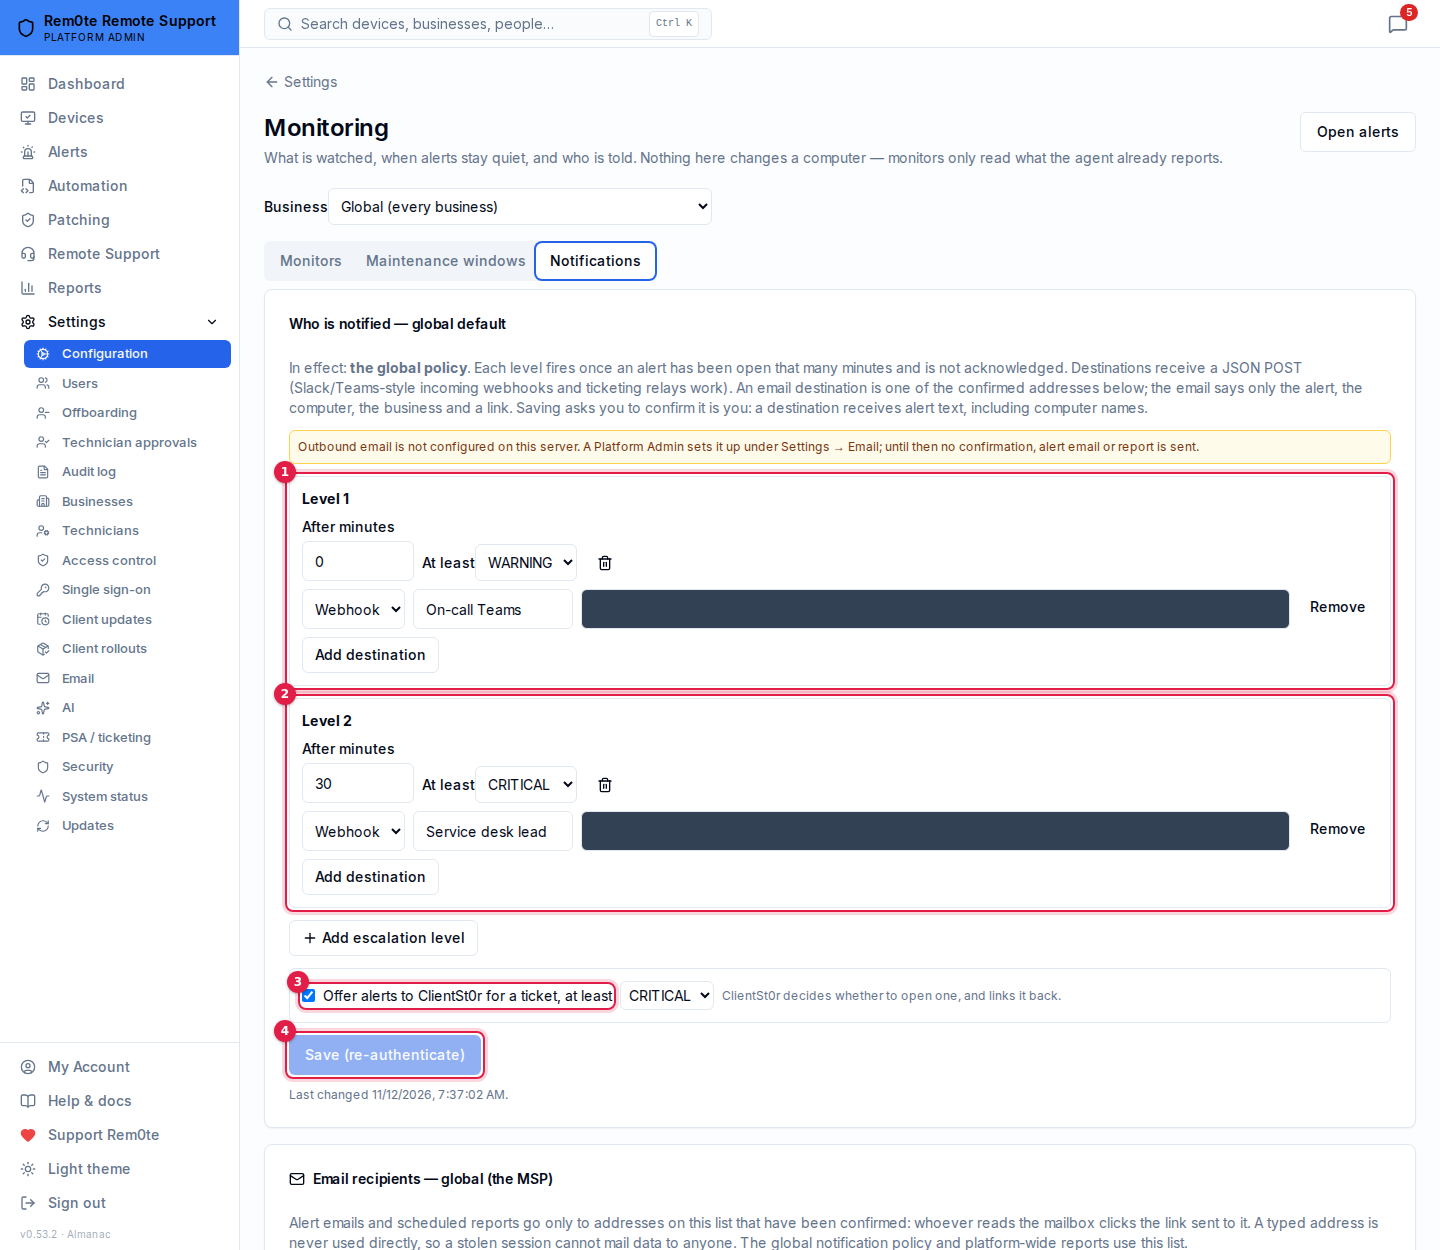 Rem0te Remote Support
PLATFORM ADMIN
Search devices, businesses, people…
Ctrl K
5
Dashboard
Devices
Alerts
Automation
Patching
Remote Support
Reports
Settings
Configuration
Users
Offboarding
Technician approvals
Audit log
Businesses
Technicians
Access control
Single sign-on
Client updates
Client rollouts
Email
AI
PSA / ticketing
Security
System status
Updates
My Account
Help & docs
Support Rem0te
Light theme
Sign out
v0.53.2 · Almanac
← Settings
Monitoring
Open alerts
What is watched, when alerts stay quiet, and who is told. Nothing here changes a computer — monitors only read what the agent already reports.
Business Global (every business)
Monitors Maintenance windows Notifications
Who is notified — global default
In effect: the global policy. Each level fires once an alert has been open that many minutes and is not acknowledged. Destinations receive a JSON POST
(Slack/Teams-style incoming webhooks and ticketing relays work). An email destination is one of the confirmed addresses below; the email says only the alert, the
computer, the business and a link. Saving asks you to confirm it is you: a destination receives alert text, including computer names.
Outbound email is not configured on this server. A Platform Admin sets it up under Settings → Email; until then no confirmation, alert email or report is sent.
1
Level 1
After minutes
0 At least WARNING
Webhook On-call Teams Remove
Add destination
2
Level 2
After minutes
30 At least CRITICAL
Webhook Service desk lead Remove
Add destination
+ Add escalation level
3
Offer alerts to ClientSt0r for a ticket, at least CRITICAL ClientSt0r decides whether to open one, and links it back.
4
Save (re-authenticate)
Last changed 11/12/2026, 7:37:02 AM.
Email recipients — global (the MSP)
Alert emails and scheduled reports go only to addresses on this list that have been confirmed: whoever reads the mailbox clicks the link sent to it. A typed address is
never used directly, so a stolen session cannot mail data to anyone. The global notification policy and platform-wide reports use this list.